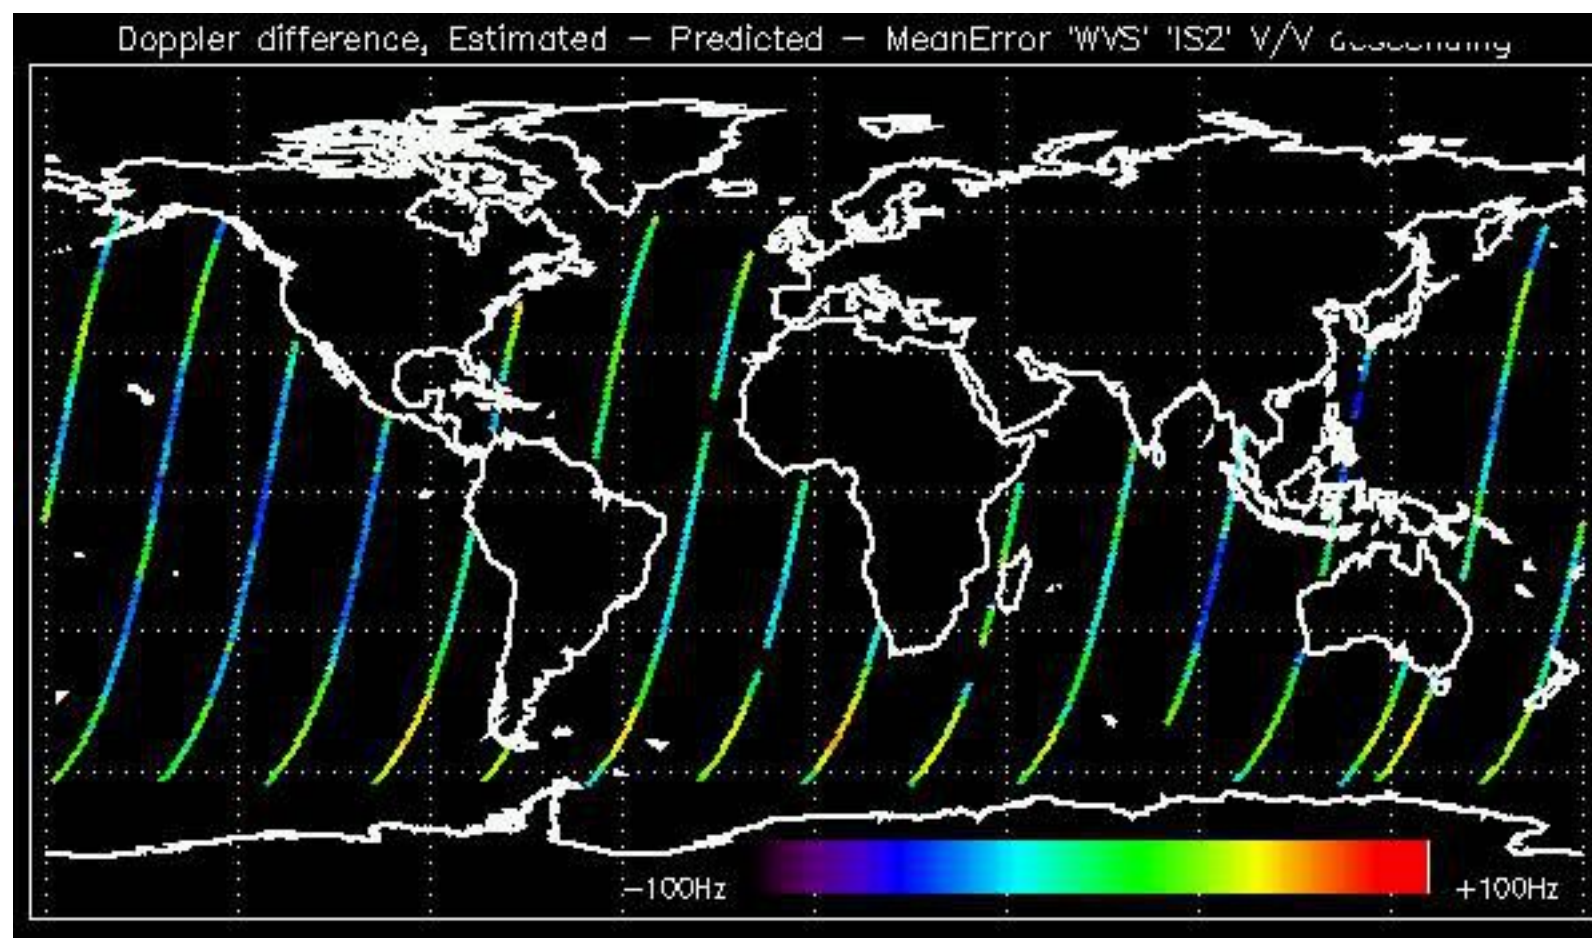 Doppler difference, Estimated - Predicted - MeanError 'WVS' 'IS2' V/V
-100Hz
+100Hz